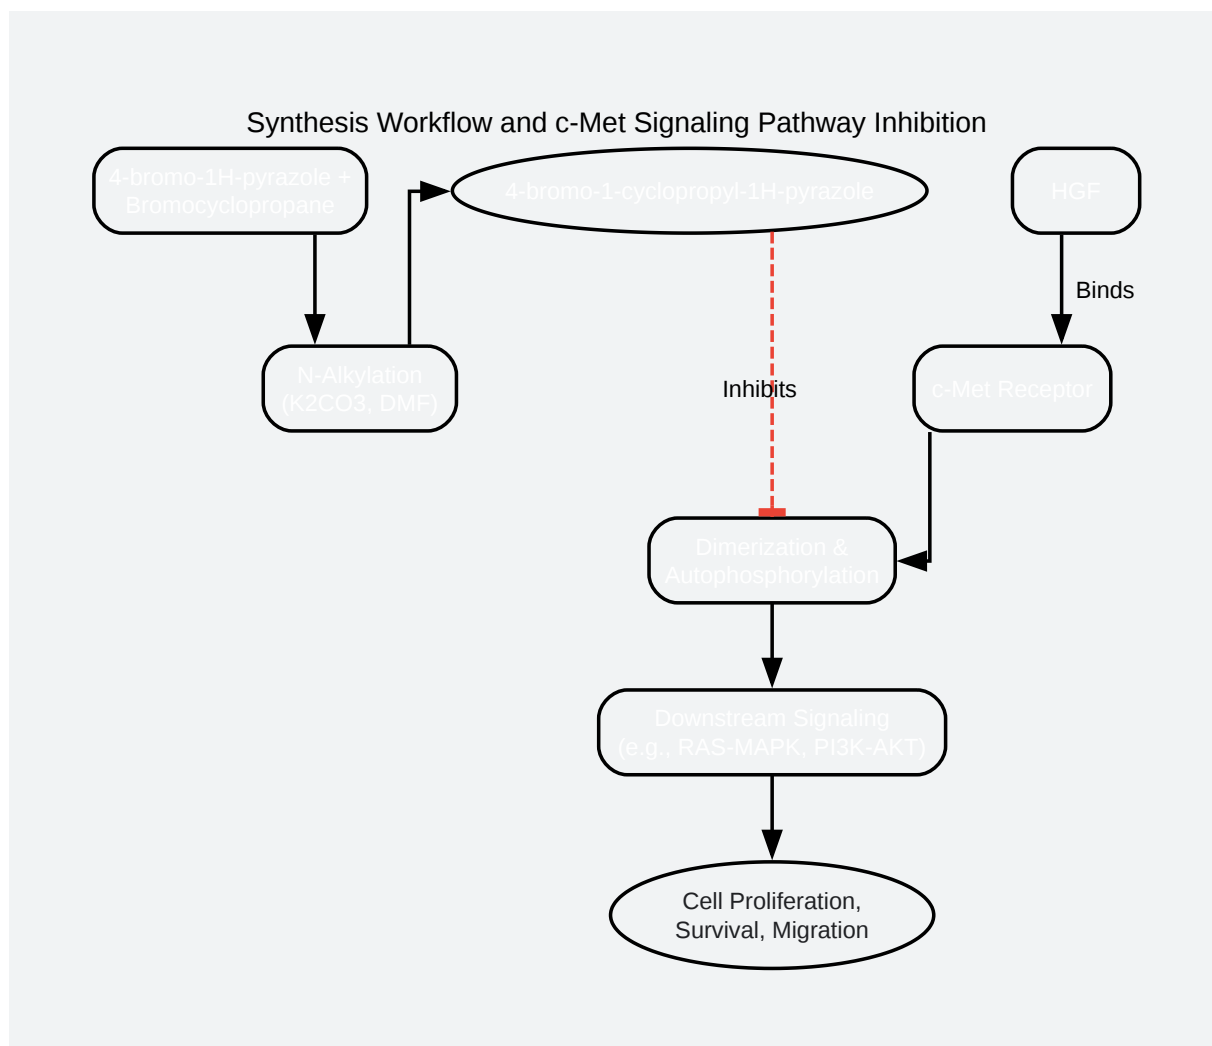 Synthesis Workflow and c-Met Signaling Pathway Inhibition
4-bromo-1H-pyrazole +
Bromocyclopropane
4-bromo-1-cyclopropyl-1H-pyrazole
HGF
Binds
N-Alkylation
(K2CO3, DMF)
Inhibits
c-Met Receptor
Dimerization &
Autophosphorylation
Downstream Signaling
(e.g., RAS-MAPK, PI3K-AKT)
Cell Proliferation,
Survival, Migration